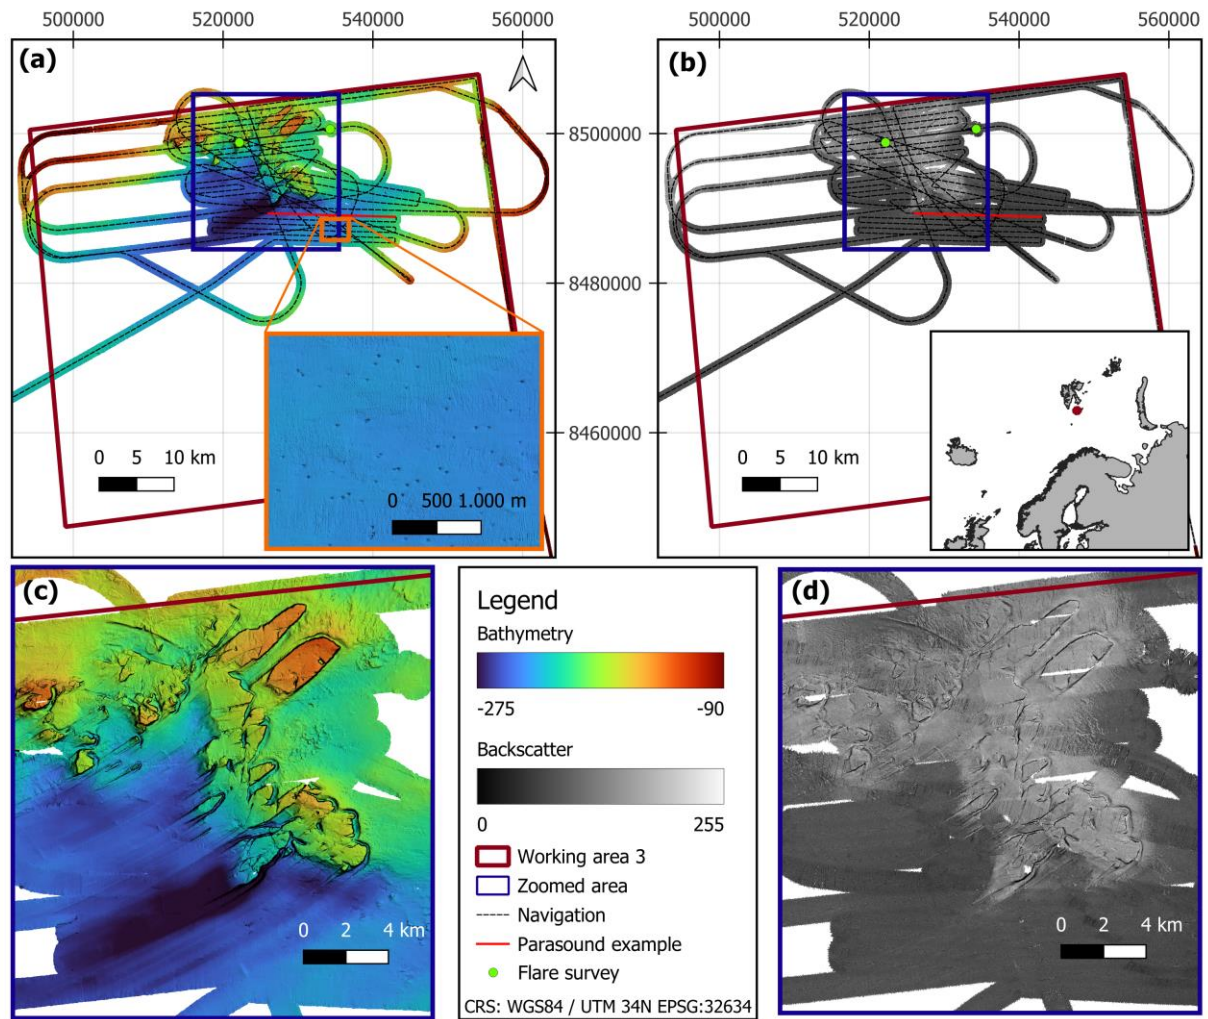 500000 520000 540000 560000 500000 520000 540000 560000
(a)
(b)
8500000
8480000
8460000
0 5 10 km
0 500 1.000 m
0 5 10 km
(c)
0 2 4 km
Legend
Bathymetry
-275 -90
Backscatter
0 255
Working area 3
Zoomed area
Navigation
Parasound example
Flare survey
CRS: WGS84 / UTM 34N EPSG:32634
(d)
0 2 4 km